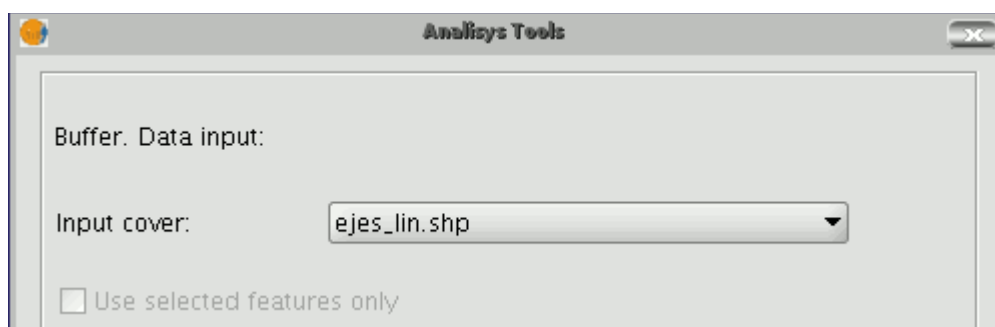 Analisys Tools
Buffer. Data input:
Input cover: ejes_lin.shp
Use selected features only